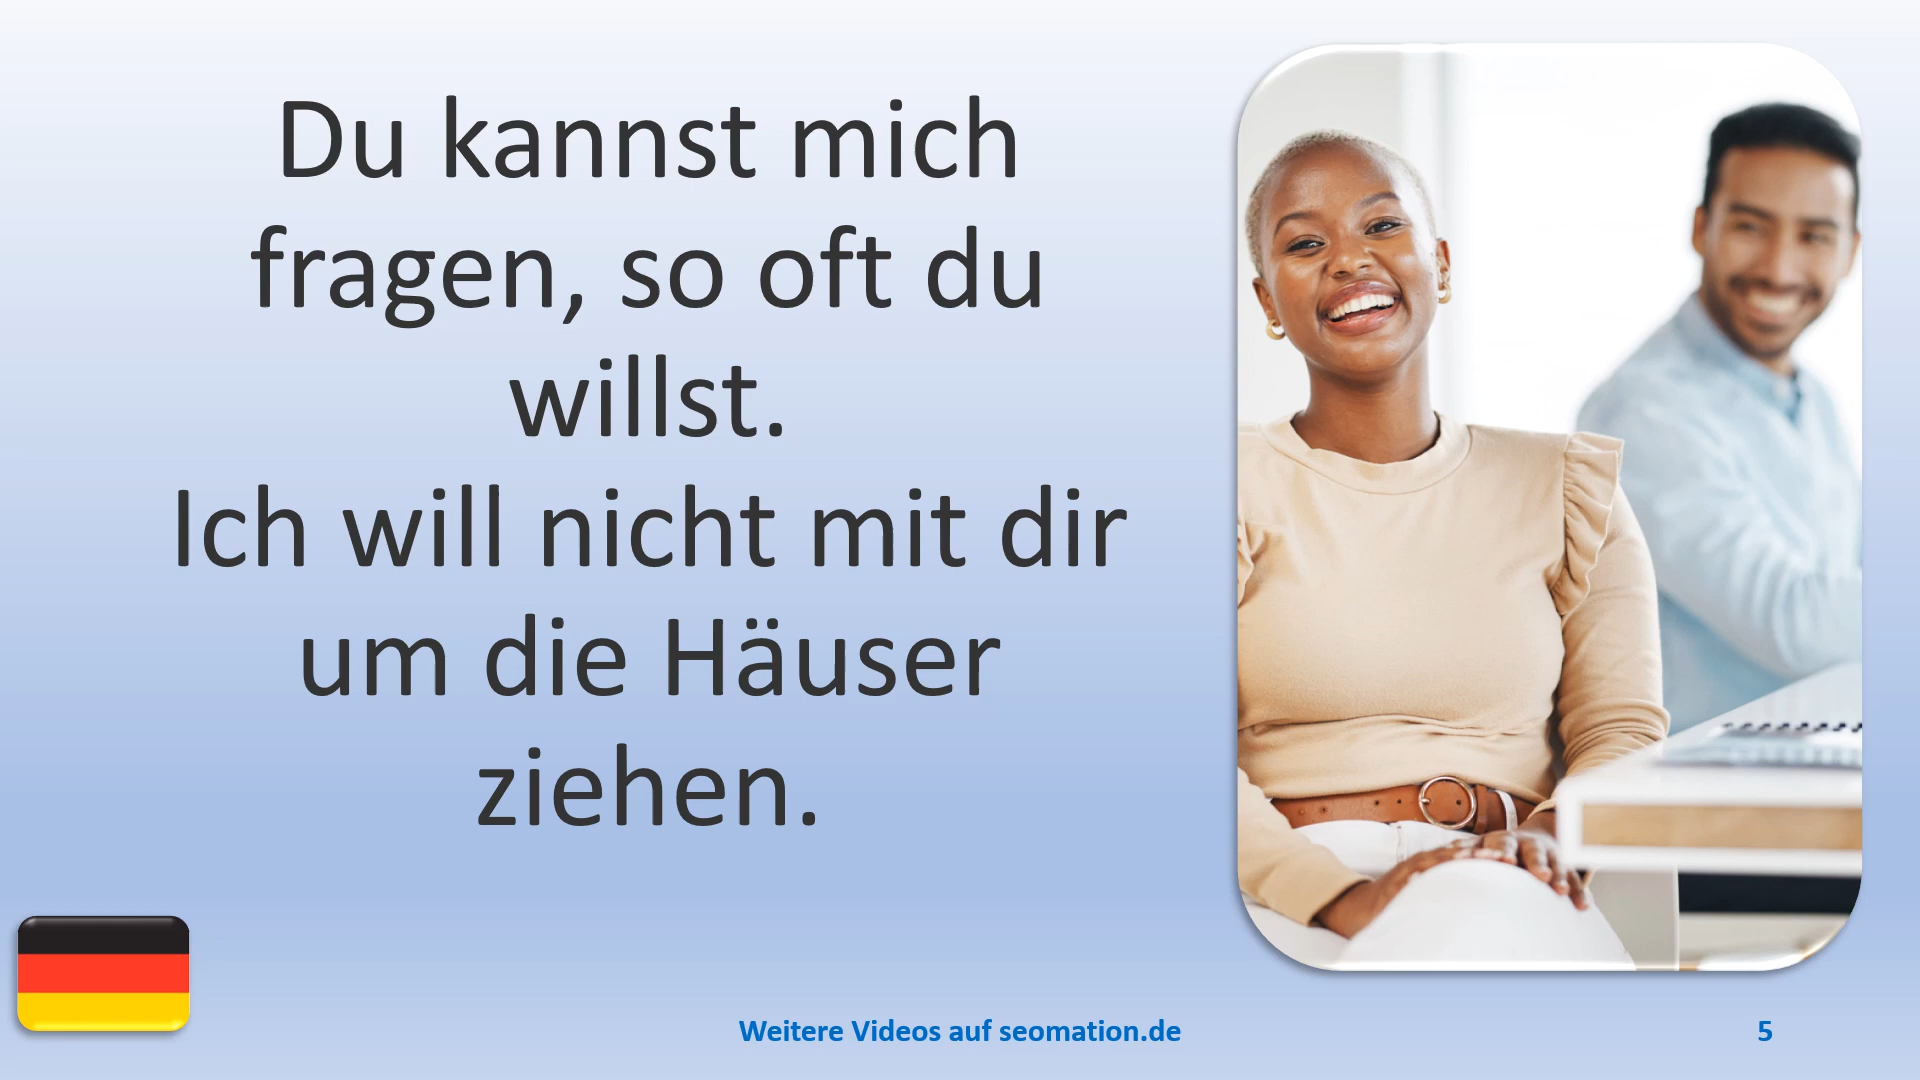 Du kannst mich
fragen, so oft du
willst.
Ich will nicht mit dir
um die Häuser
ziehen.
Weitere Videos auf seomation.de
5